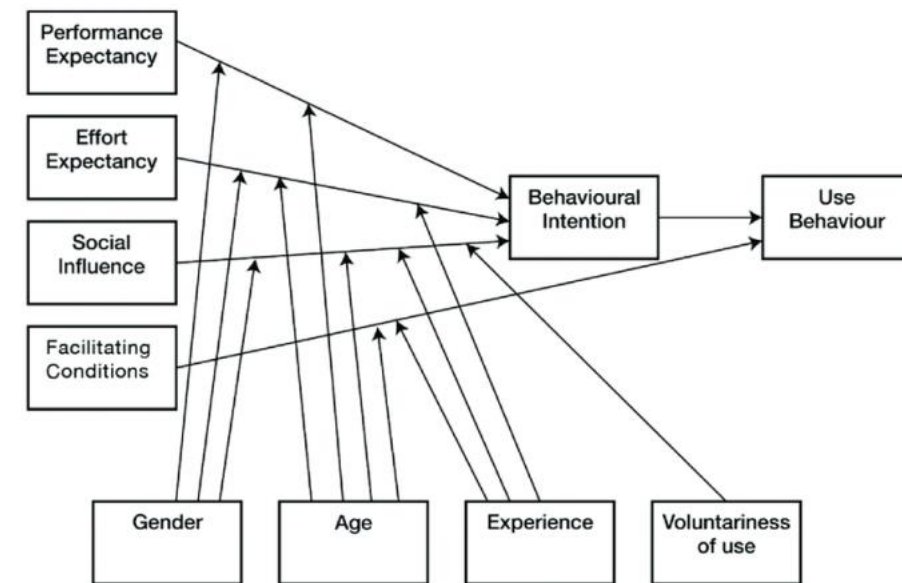 Performance
Expectancy
Effort
Expectancy
Social
Influence
Facilitating
Conditions
Behavioural
Intention
Use
Behaviour
Gender
Age
Experience
Voluntariness
of use